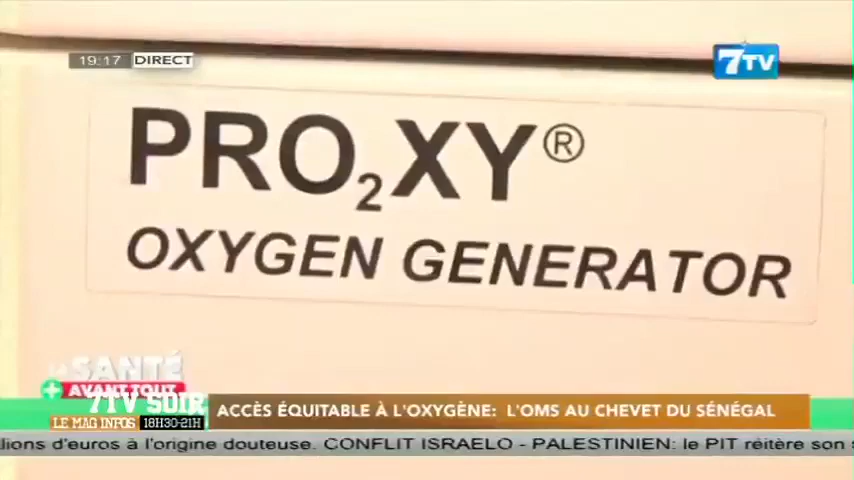 19:17 DIRECT
7TV
PRO₂XY®
OXYGEN GENERATOR
SANTÉ
AVANT TOUT
7TV SOIR
LE MAG INFOS 18H30-21H
ACCÈS ÉQUITABLE À L'OXYGÈNE: L'OMS AU CHEVET DU SÉNÉGAL
d'euros à l'origine douteuse. CONFLIT ISRAELO - PALESTINIEN: le PIT réitère son